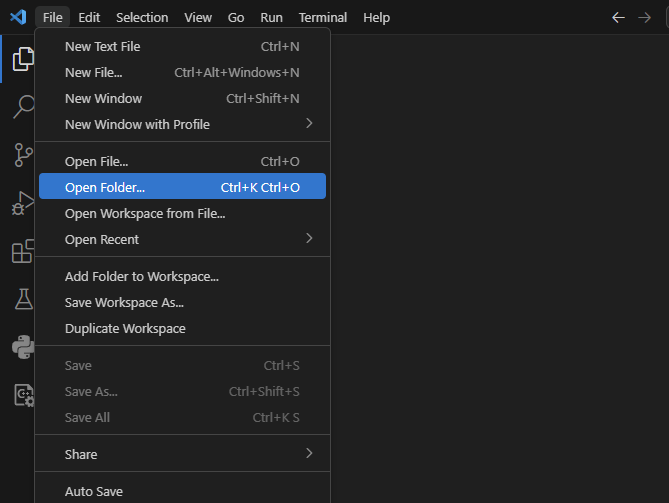 File Edit Selection View Go Run Terminal Help
New Text File Ctrl+N
New File... Ctrl+Alt+Windows+N
New Window Ctrl+Shift+N
New Window with Profile
Open File... Ctrl+O
Open Folder... Ctrl+K Ctrl+O
Open Workspace from File...
Open Recent
Add Folder to Workspace...
Save Workspace As...
Duplicate Workspace
Save Ctrl+S
Save As... Ctrl+Shift+S
Save All Ctrl+K S
Share
Auto Save